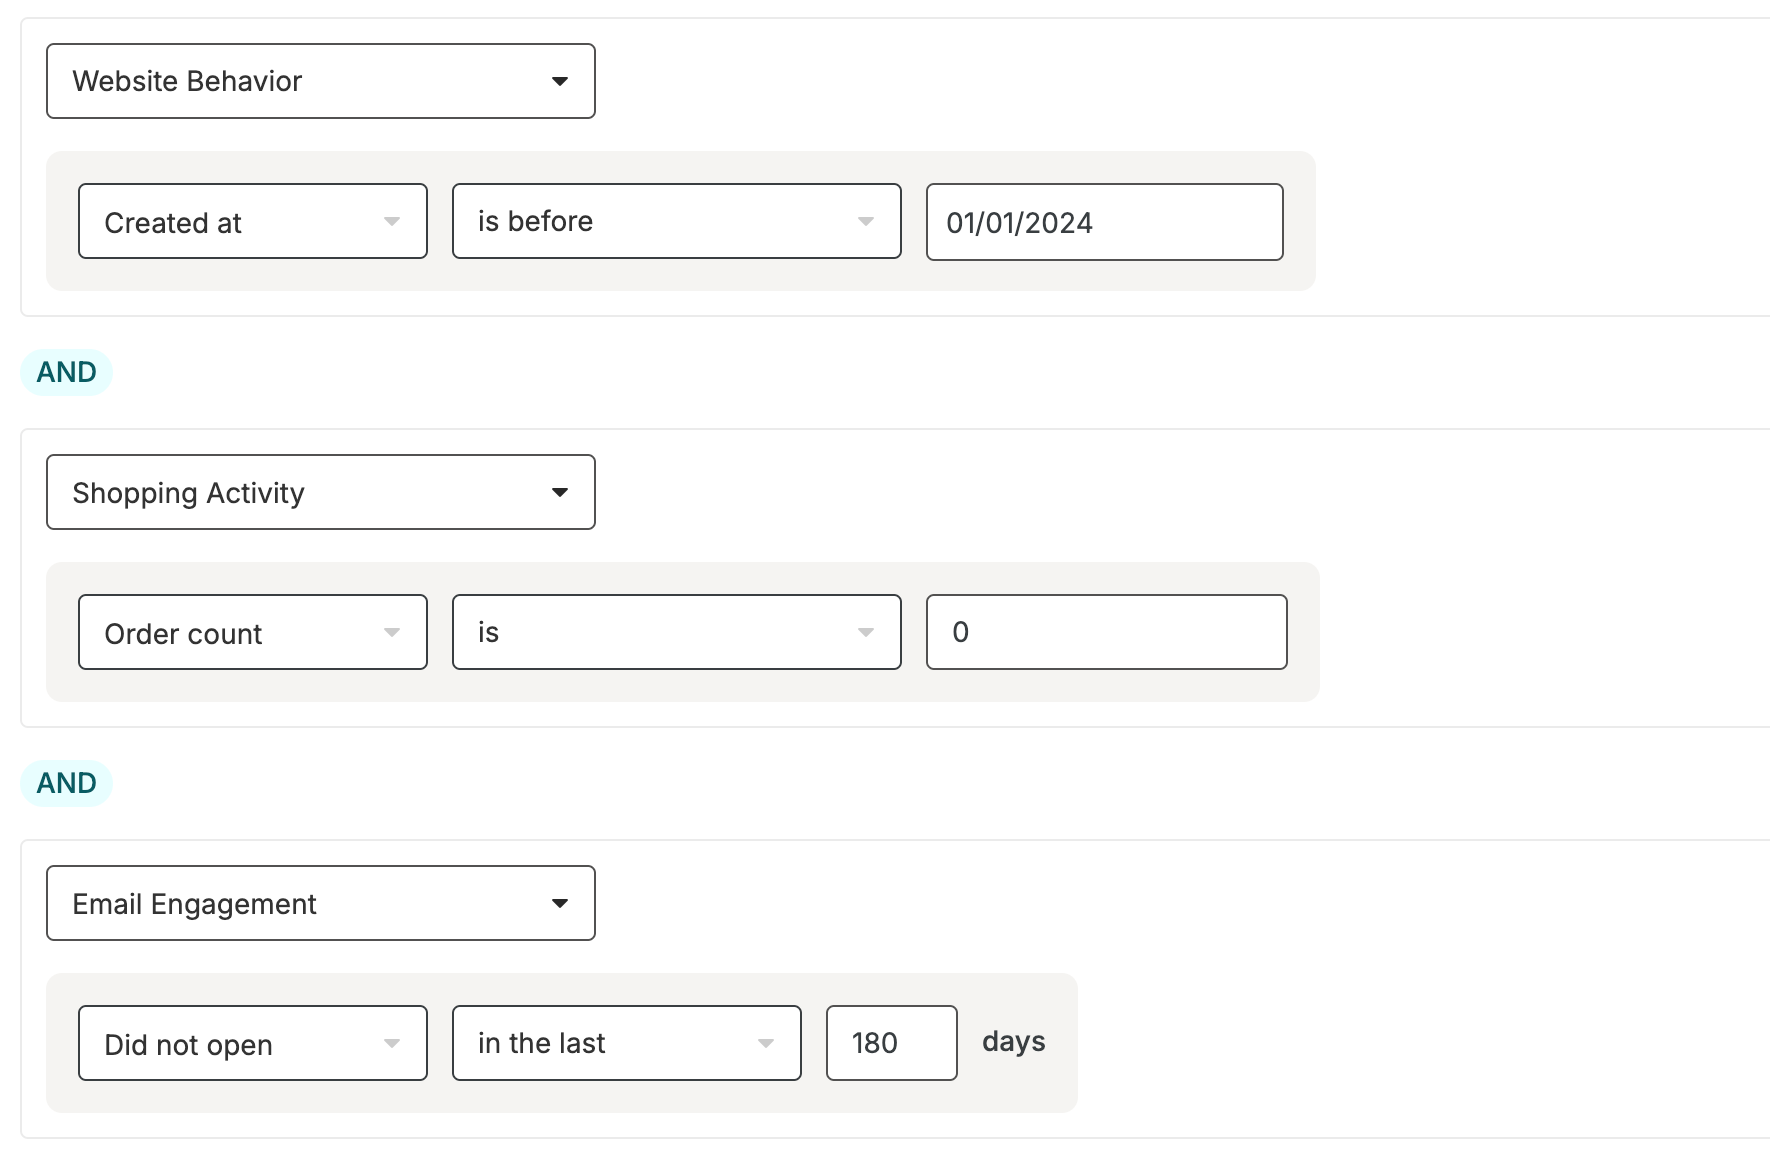 Website Behavior
Created at is before 01/01/2024
AND
Shopping Activity
Order count is 0
AND
Email Engagement
Did not open in the last 180 days